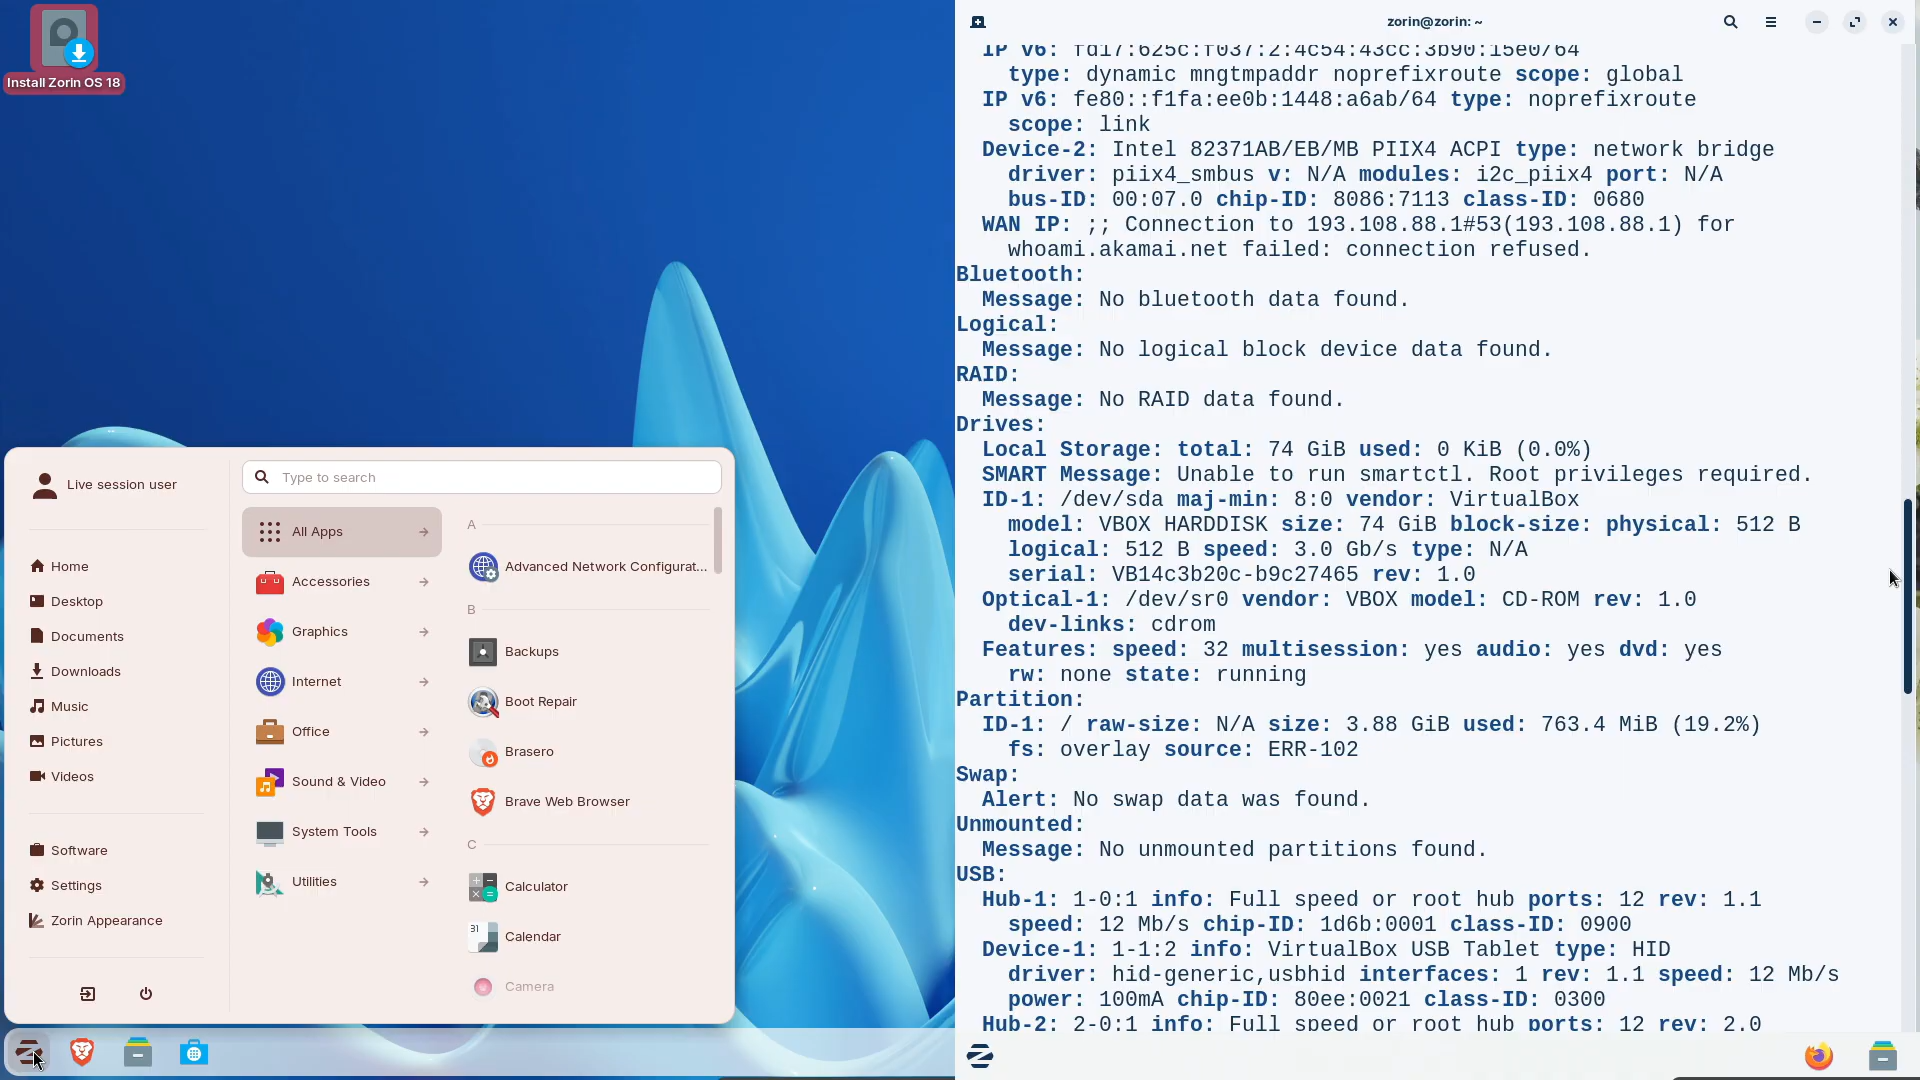 Install Zorin OS 18
Live session user
Home
Desktop
Documents
Downloads
Music
Pictures
Videos
Software
Settings
Zorin Appearance
Type to search
All Apps
Accessories
Graphics
Internet
Office
Sound & Video
System Tools
Utilities
A
Advanced Network Configurat...
B
Backups
Boot Repair
Brasero
Brave Web Browser
C
Calculator
31
Calendar
Camera
zorin@zorin: ~
IP v6: fd17:625c:f037:2:4c54:43cc:3b90:15e0/64
type: dynamic mngtmpaddr noprefixroute scope: global
IP v6: fe80::f1fa:ee0b:1448:a6ab/64 type: noprefixroute
scope: link
Device-2: Intel 82371AB/EB/MB PIIX4 ACPI type: network bridge
driver: piix4_smbus v: N/A modules: i2c_piix4 port: N/A
bus-ID: 00:07.0 chip-ID: 8086:7113 class-ID: 0680
WAN IP: ;; Connection to 193.108.88.1#53(193.108.88.1) for
whoami.akamai.net failed: connection refused.
Bluetooth:
Message: No bluetooth data found.
Logical:
Message: No logical block device data found.
RAID:
Message: No RAID data found.
Drives:
Local Storage: total: 74 GiB used: 0 KiB (0.0%)
SMART Message: Unable to run smartctl. Root privileges required.
ID-1: /dev/sda maj-min: 8:0 vendor: VirtualBox
model: VBOX HARDDISK size: 74 GiB block-size: physical: 512 B
logical: 512 B speed: 3.0 Gb/s type: N/A
serial: VB14c3b20c-b9c27465 rev: 1.0
Optical-1: /dev/sr0 vendor: VBOX model: CD-ROM rev: 1.0
dev-links: cdrom
Features: speed: 32 multisession: yes audio: yes dvd: yes
rw: none state: running
Partition:
ID-1: / raw-size: N/A size: 3.88 GiB used: 763.4 MiB (19.2%)
fs: overlay source: ERR-102
Swap:
Alert: No swap data was found.
Unmounted:
Message: No unmounted partitions found.
USB:
Hub-1: 1-0:1 info: Full speed or root hub ports: 12 rev: 1.1
speed: 12 Mb/s chip-ID: 1d6b:0001 class-ID: 0900
Device-1: 1-1:2 info: VirtualBox USB Tablet type: HID
driver: hid-generic,usbhid interfaces: 1 rev: 1.1 speed: 12 Mb/s
power: 100mA chip-ID: 80ee:0021 class-ID: 0300
Hub-2: 2-0:1 info: Full speed or root hub ports: 12 rev: 2.0